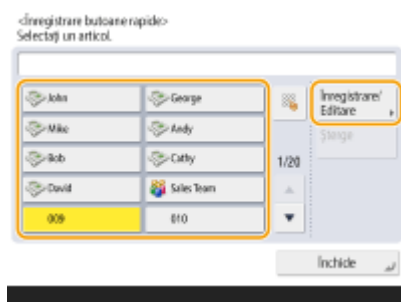 <Înregistrare butoane rapide>
Selectați un articol.
John
George
Înregistrare/
Editare
Mike
Andy
Șterge
Bob
Cathy
1/20
David
Sales Team
009
010
Închide